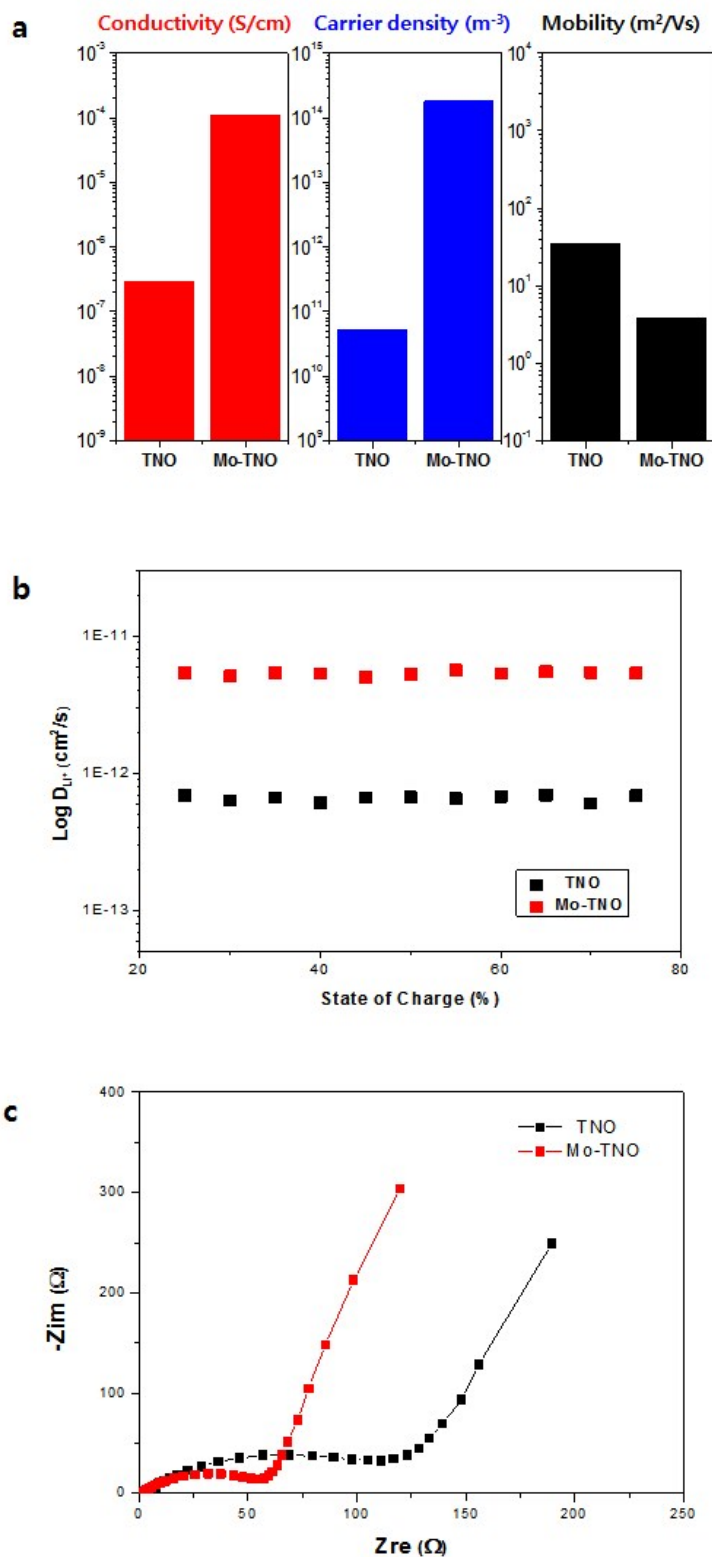 a
Conductivity (S/cm) Carrier density (m⁻³) Mobility (m²/Vs)
10⁻³ 10¹⁵ 10⁴
10⁻⁴ 10¹⁴ 10³
10⁻⁵ 10¹³ 10²
10⁻⁶ 10¹² 10¹
10⁻⁷ 10¹¹ 10⁰
10⁻⁸ 10¹⁰ 10⁻¹
10⁻⁹ 10⁹
TNO Mo-TNO TNO Mo-TNO TNO Mo-TNO
b
Log D_Li⁺ (cm²/s)
1E-11
1E-12
1E-13
TNO
Mo-TNO
20 40 60 80
State of Charge (%)
c
-Zim (Ω)
400
300
200
100
0
TNO
Mo-TNO
0 50 100 150 200 250
Zre (Ω)